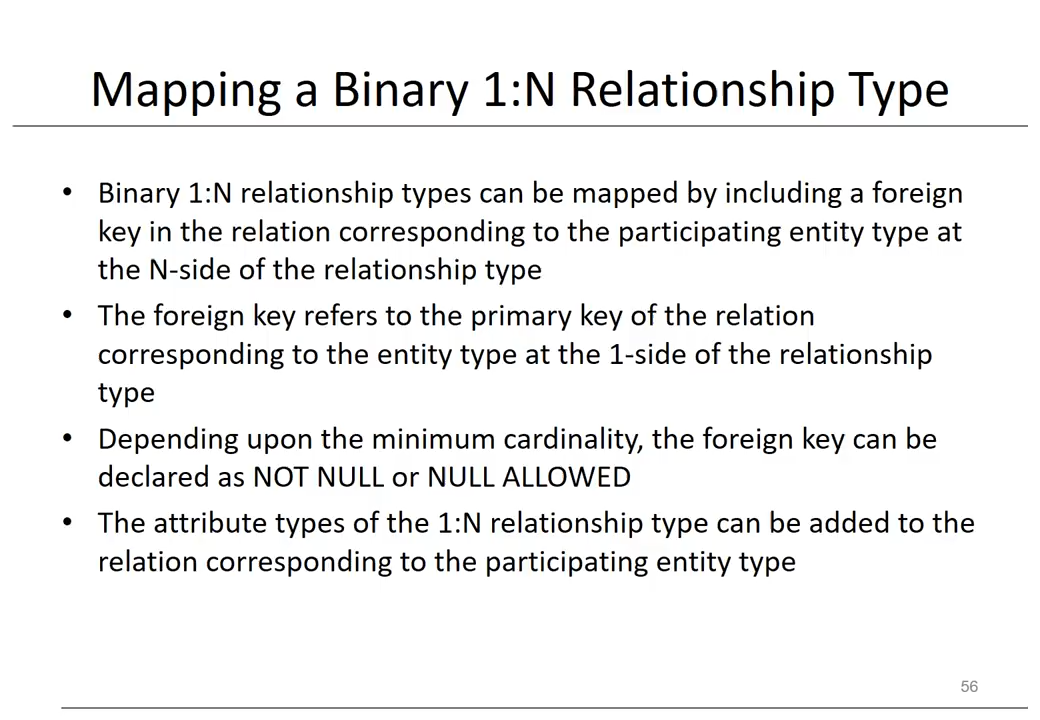 Mapping a Binary 1:N Relationship Type
• Binary 1:N relationship types can be mapped by including a foreign
key in the relation corresponding to the participating entity type at
the N-side of the relationship type
• The foreign key refers to the primary key of the relation
corresponding to the entity type at the 1-side of the relationship
type
• Depending upon the minimum cardinality, the foreign key can be
declared as NOT NULL or NULL ALLOWED
• The attribute types of the 1:N relationship type can be added to the
relation corresponding to the participating entity type
56